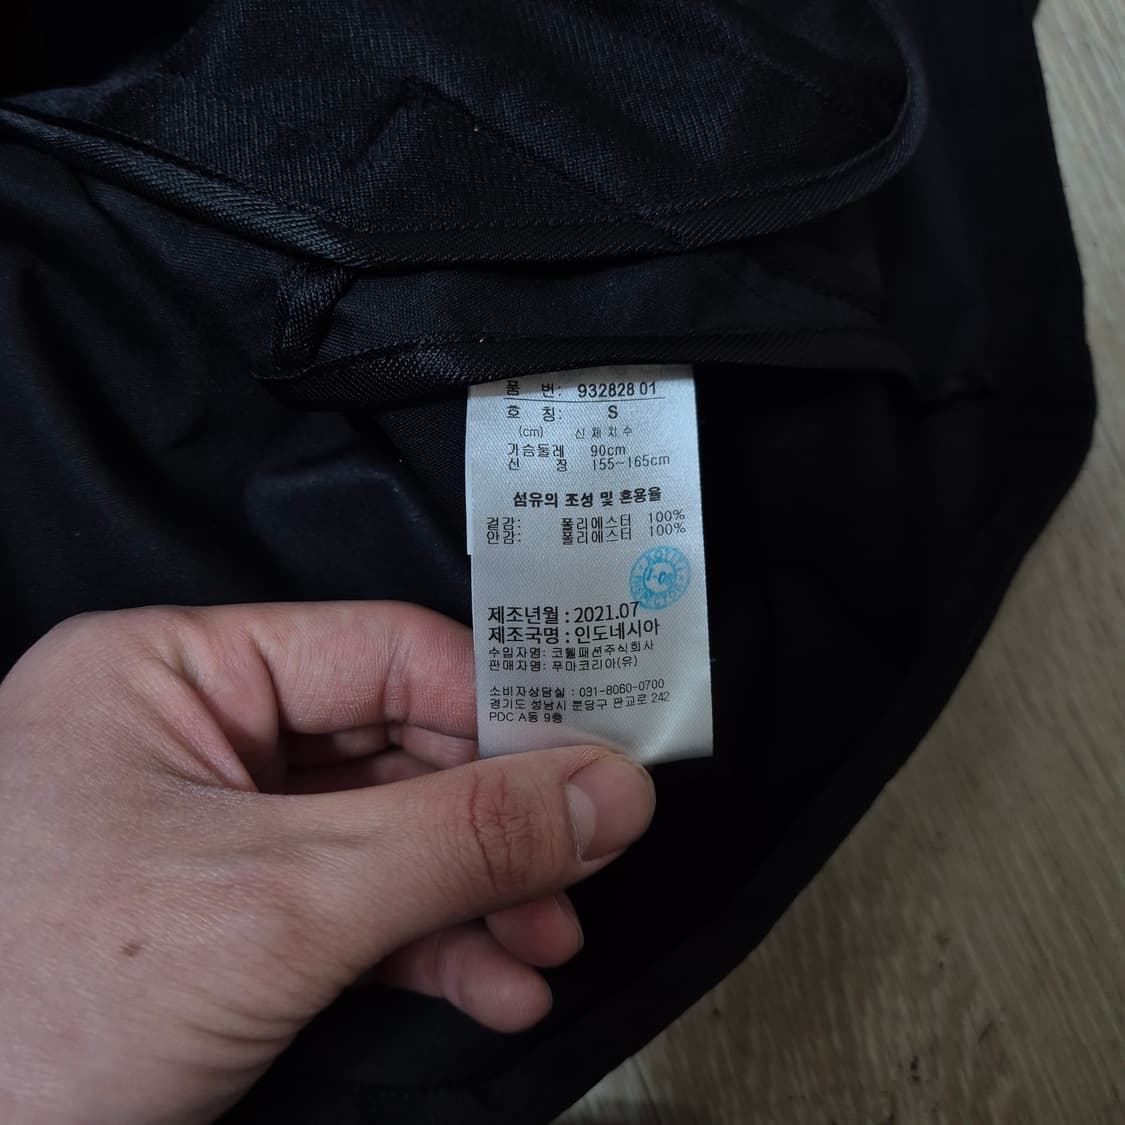 품 번: 932828 01
호 칭: S
(cm) 신체치수
가슴둘레 90cm
신 장 155~165cm
섬유의 조성 및 혼용율
겉감: 폴리에스터 100%
안감: 폴리에스터 100%
제조년월 : 2021.07
제조국명 : 인도네시아
수입자명: 코웰패션주식회사
판매자명: 푸마코리아(유)
소비자상담실 : 031-8060-0700
경기도 성남시 분당구 판교로 242
PDC A동 9층